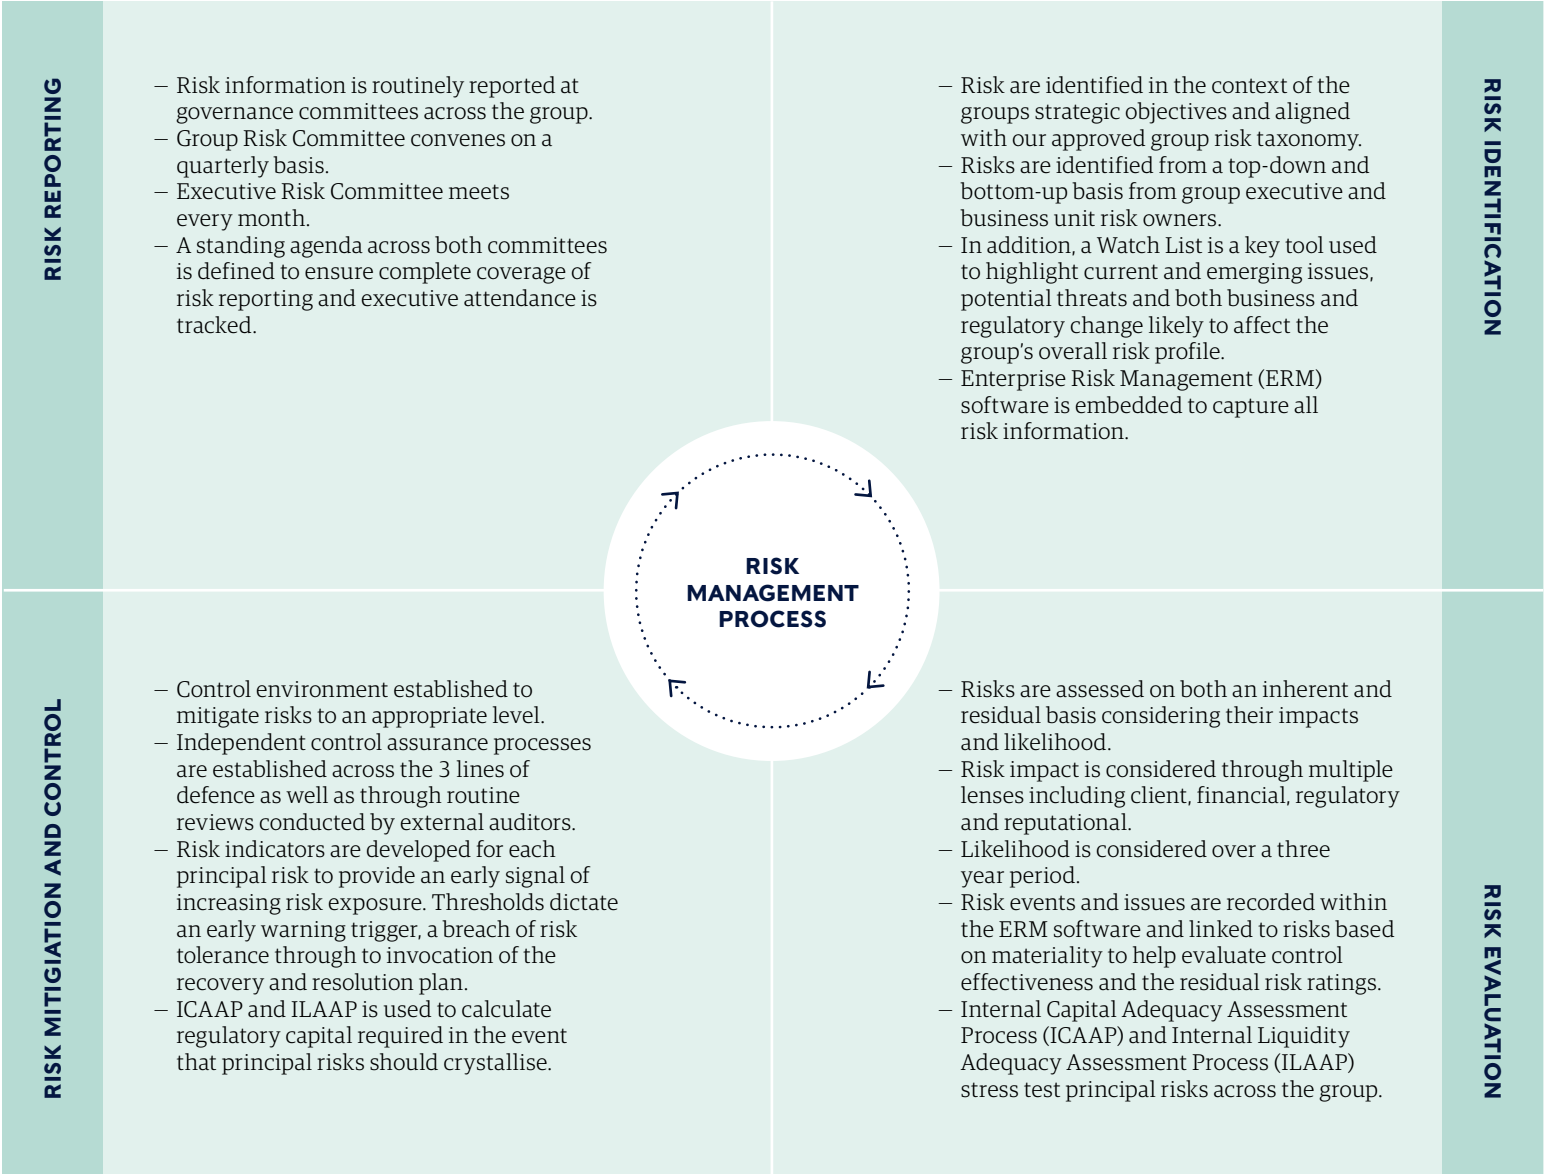 RISK REPORTING
— Risk information is routinely reported at
governance committees across the group.
— Group Risk Committee convenes on a
quarterly basis.
— Executive Risk Committee meets
every month.
— A standing agenda across both committees
is defined to ensure complete coverage of
risk reporting and executive attendance is
tracked.
RISK IDENTIFICATION
— Risk are identified in the context of the
groups strategic objectives and aligned
with our approved group risk taxonomy.
— Risks are identified from a top-down and
bottom-up basis from group executive and
business unit risk owners.
— In addition, a Watch List is a key tool used
to highlight current and emerging issues,
potential threats and both business and
regulatory change likely to affect the
group’s overall risk profile.
— Enterprise Risk Management (ERM)
software is embedded to capture all
risk information.
RISK
MANAGEMENT
PROCESS
RISK MITIGIATION AND CONTROL
— Control environment established to
mitigate risks to an appropriate level.
— Independent control assurance processes
are established across the 3 lines of
defence as well as through routine
reviews conducted by external auditors.
— Risk indicators are developed for each
principal risk to provide an early signal of
increasing risk exposure. Thresholds dictate
an early warning trigger, a breach of risk
tolerance through to invocation of the
recovery and resolution plan.
— ICAAP and ILAAP is used to calculate
regulatory capital required in the event
that principal risks should crystallise.
RISK EVALUATION
— Risks are assessed on both an inherent and
residual basis considering their impacts
and likelihood.
— Risk impact is considered through multiple
lenses including client, financial, regulatory
and reputational.
— Likelihood is considered over a three
year period.
— Risk events and issues are recorded within
the ERM software and linked to risks based
on materiality to help evaluate control
effectiveness and the residual risk ratings.
— Internal Capital Adequacy Assessment
Process (ICAAP) and Internal Liquidity
Adequacy Assessment Process (ILAAP)
stress test principal risks across the group.